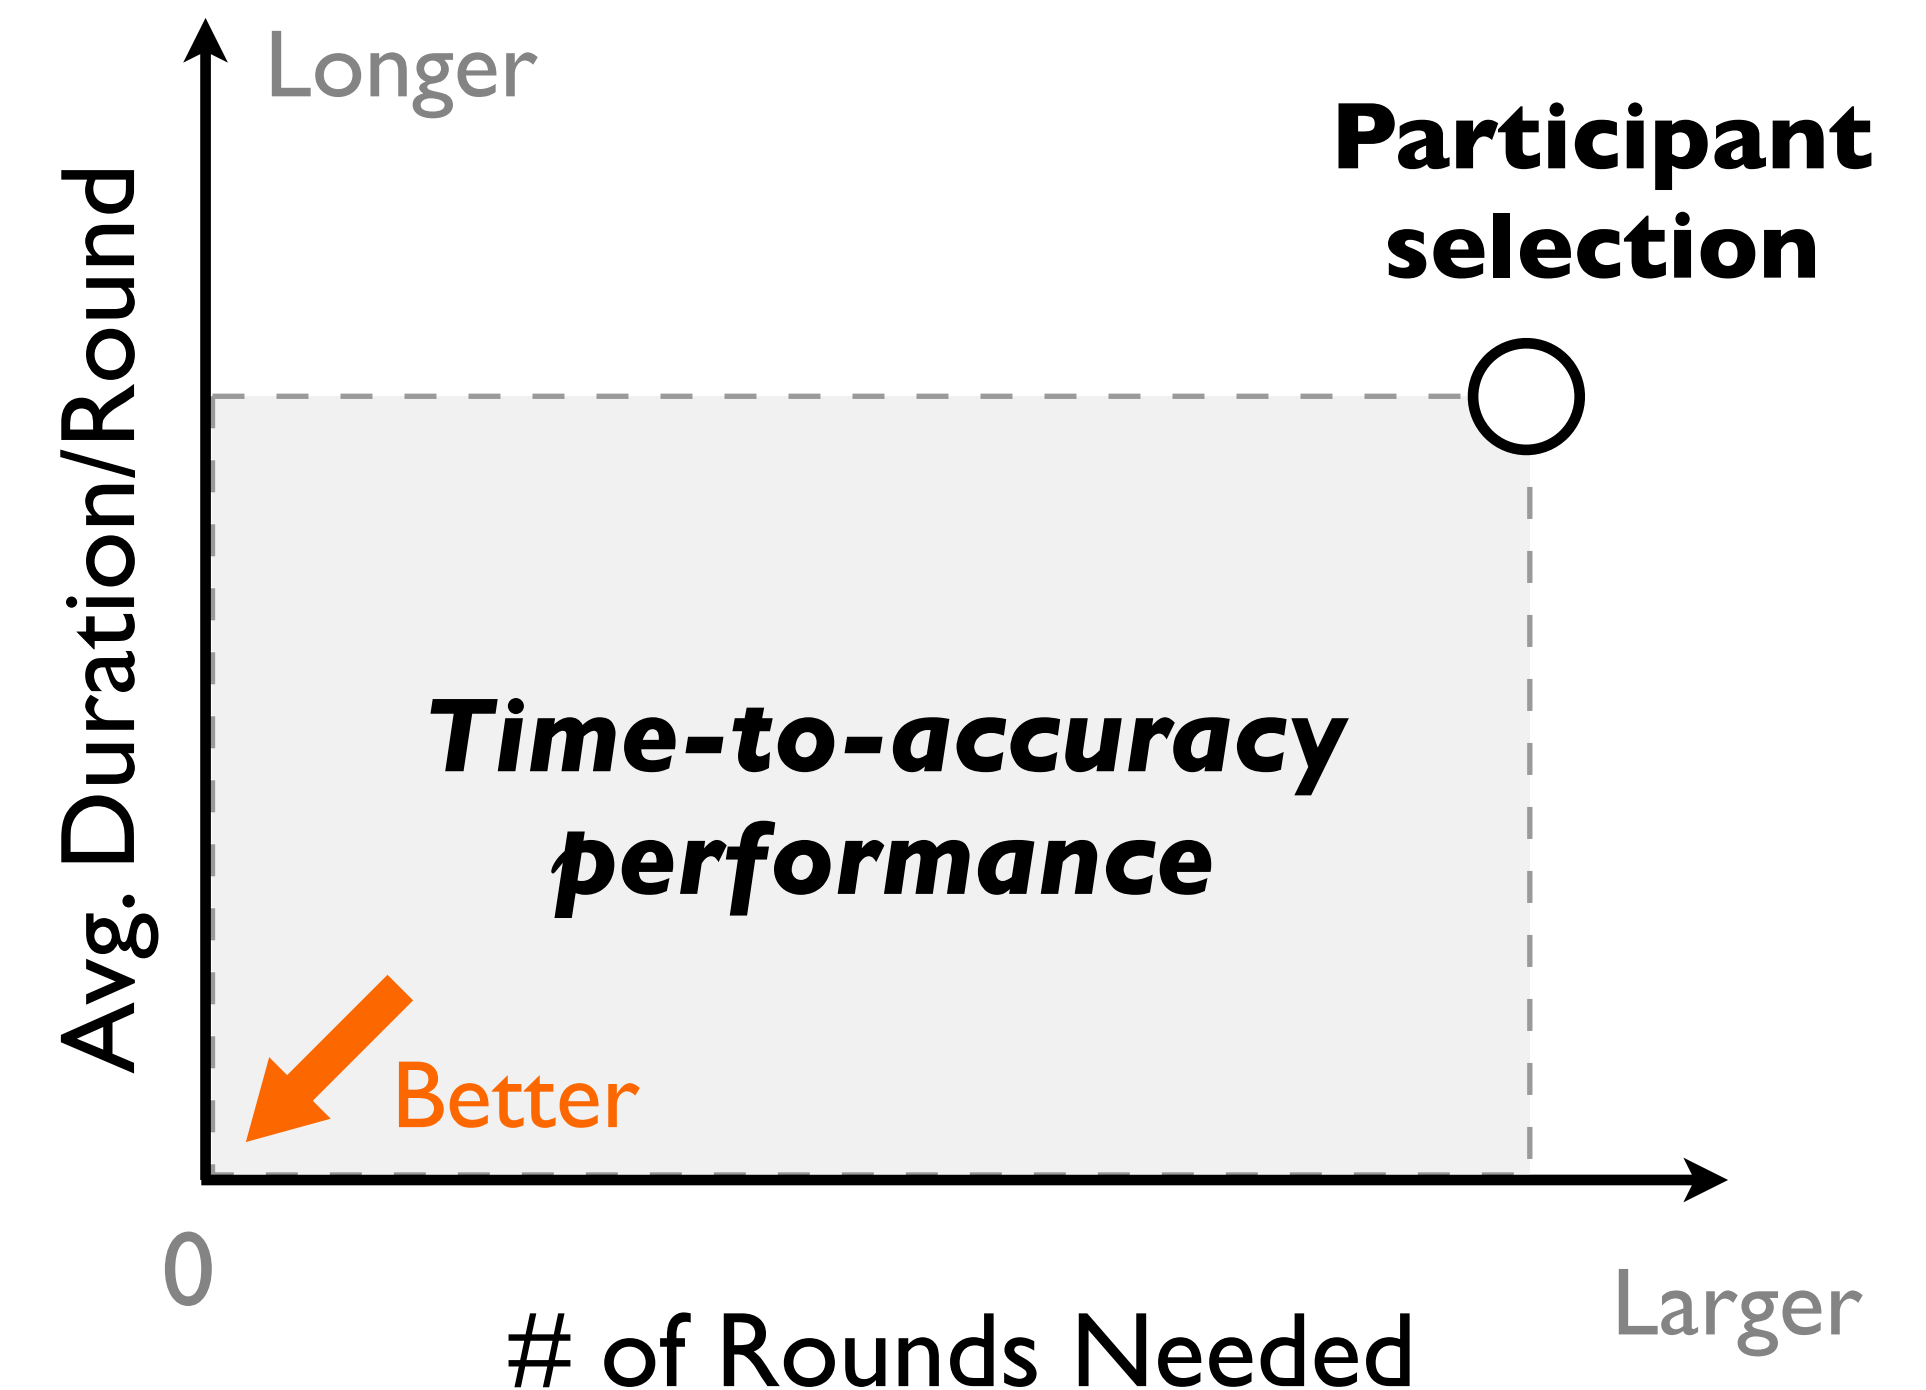 Longer
Participant
selection
Avg. Duration/Round
Time-to-accuracy
performance
Better
0
Larger
# of Rounds Needed